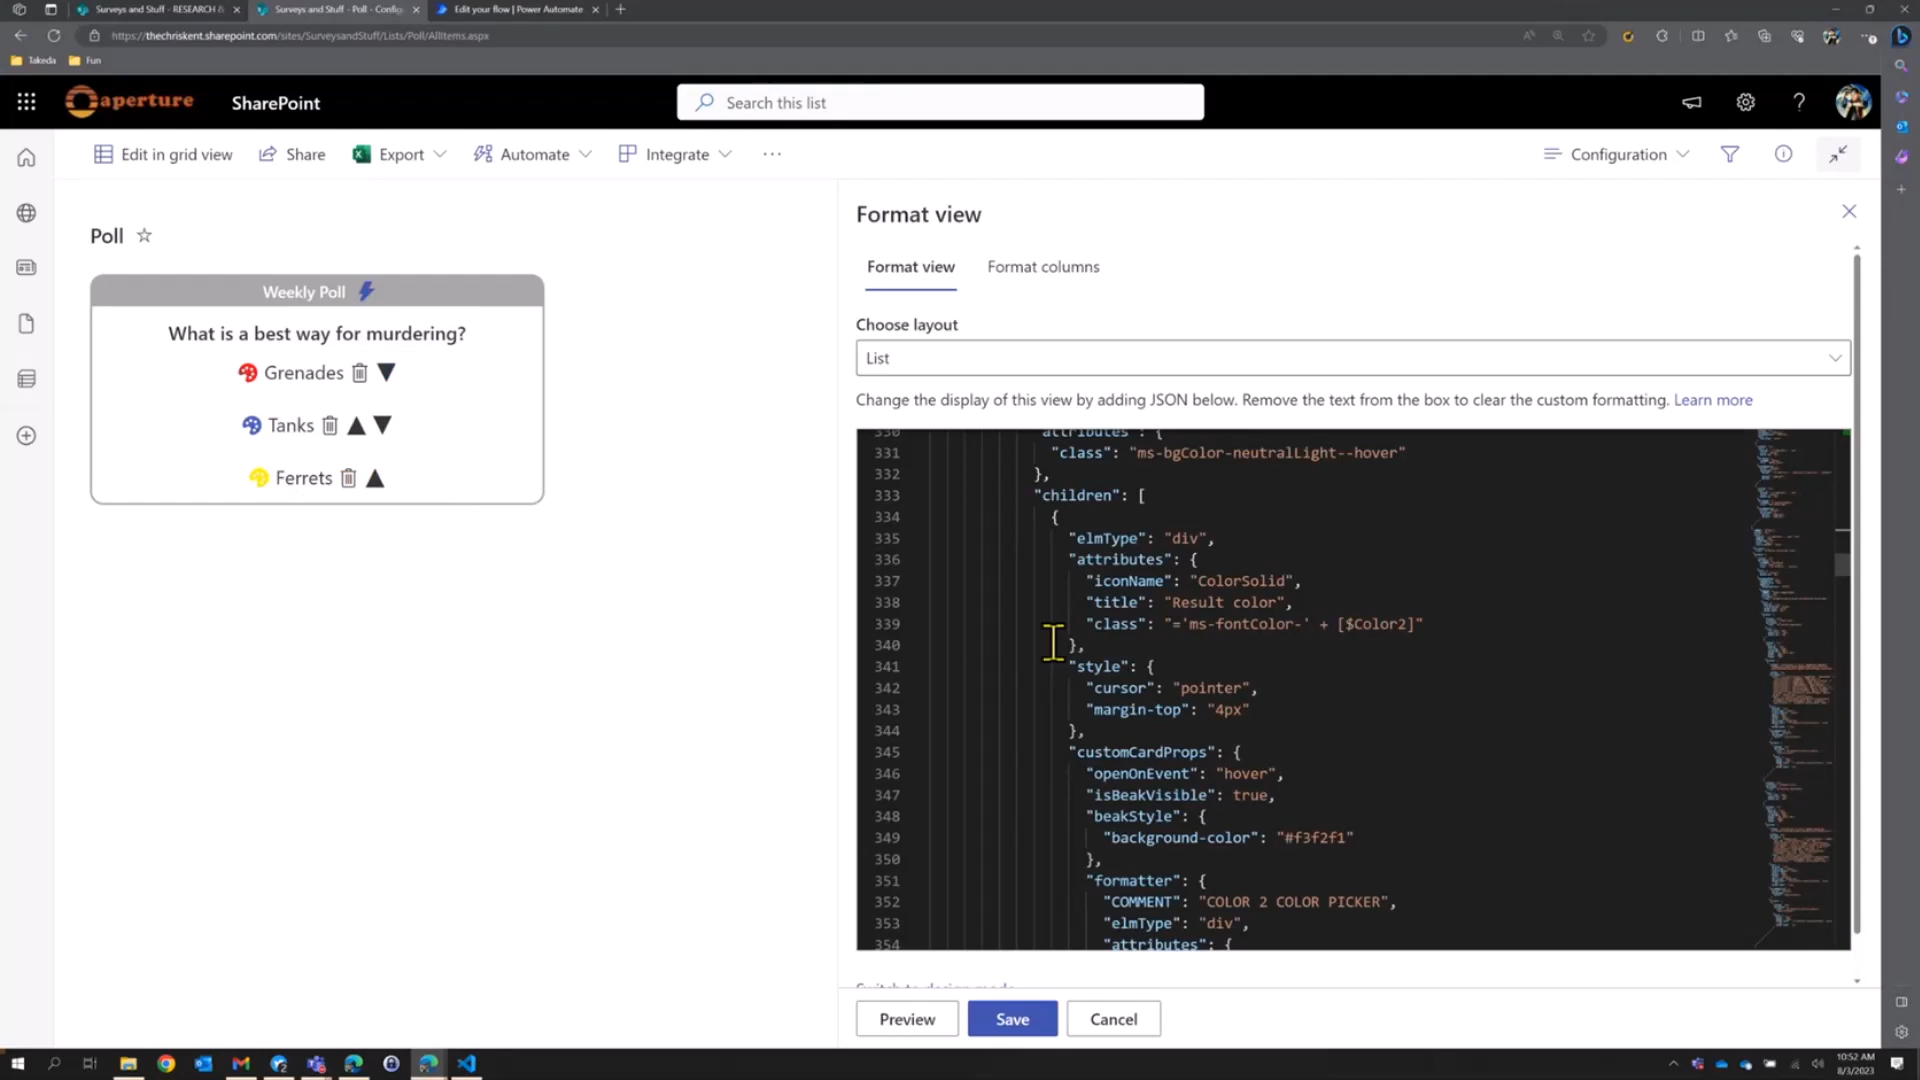 Surveys and Stuff - RESEARCH &
Surveys and Stuff - Poll - Config
Edit your flow | Power Automate
https://thechriskent.sharepoint.com/sites/SurveysandStuff/Lists/Poll/AllItems.aspx
Takeda
Fun
aperture
SharePoint
Search this list
Edit in grid view
Share
Export
Automate
Integrate
Configuration
Poll
Weekly Poll
What is a best way for murdering?
Grenades
Tanks
Ferrets
Format view
Format view
Format columns
Choose layout
List
Change the display of this view by adding JSON below. Remove the text from the box to clear the custom formatting. Learn more
330 attributes": {
331 "class": "ms-bgColor-neutralLight--hover"
332 },
333 "children": [
334 {
335 "elmType": "div",
336 "attributes": {
337 "iconName": "ColorSolid",
338 "title": "Result color",
339 "class": "='ms-fontColor-' + [$Color2]"
340 },
341 "style": {
342 "cursor": "pointer",
343 "margin-top": "4px"
344 },
345 "customCardProps": {
346 "openOnEvent": "hover",
347 "isBeakVisible": true,
348 "beakStyle": {
349 "background-color": "#f3f2f1"
350 },
351 "formatter": {
352 "COMMENT": "COLOR 2 COLOR PICKER",
353 "elmType": "div",
354 "attributes": {
Switch to design mode
Preview
Save
Cancel
10:52 AM
8/3/2023